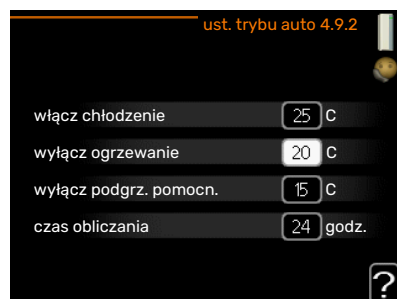 ust. trybu auto 4.9.2
włącz chłodzenie 25 C
wyłącz ogrzewanie 20 C
wyłącz podgrz. pomocn. 15 C
czas obliczania 24 godz.
?